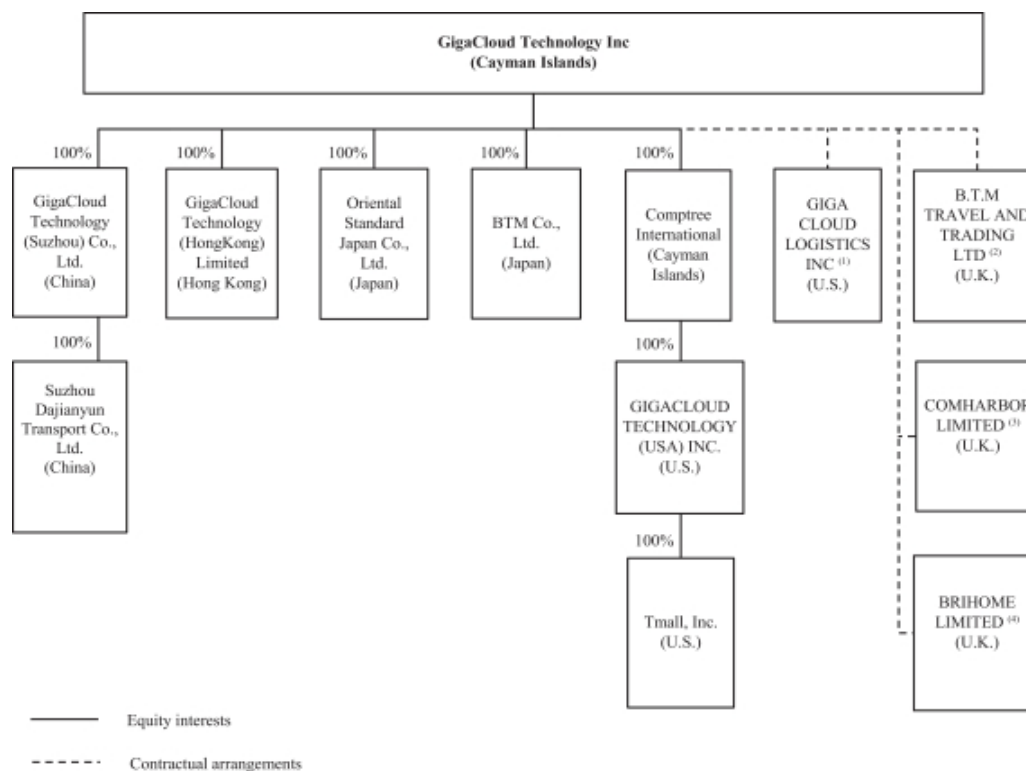 GigaCloud Technology Inc
(Cayman Islands)
100%
100%
100%
100%
100%
GigaCloud
Technology
(Suzhou) Co.,
Ltd.
(China)
GigaCloud
Technology
(HongKong)
Limited
(Hong Kong)
Oriental
Standard
Japan Co.,
Ltd.
(Japan)
BTM Co.,
Ltd.
(Japan)
Comptree
International
(Cayman
Islands)
GIGA
CLOUD
LOGISTICS
INC (1)
(U.S.)
B.T.M
TRAVEL AND
TRADING
LTD (2)
(U.K.)
100%
100%
Suzhou
Dajianyun
Transport Co.,
Ltd.
(China)
GIGACLOUD
TECHNOLOGY
(USA) INC.
(U.S.)
COMHARBOR
LIMITED (3)
(U.K.)
100%
Tmall, Inc.
(U.S.)
BRIHOME
LIMITED (4)
(U.K.)
Equity interests
Contractual arrangements